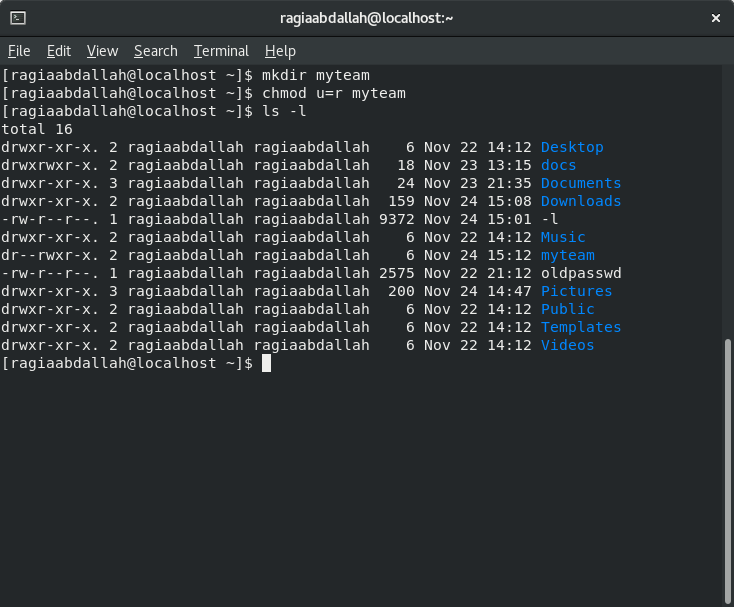 ragiaabdallah@localhost:~
File Edit View Search Terminal Help
[ragiaabdallah@localhost ~]$ mkdir myteam
[ragiaabdallah@localhost ~]$ chmod u=r myteam
[ragiaabdallah@localhost ~]$ ls -l
total 16
drwxr-xr-x. 2 ragiaabdallah ragiaabdallah    6 Nov 22 14:12 Desktop
drwxrwxr-x. 2 ragiaabdallah ragiaabdallah   18 Nov 23 13:15 docs
drwxr-xr-x. 3 ragiaabdallah ragiaabdallah   24 Nov 23 21:35 Documents
drwxr-xr-x. 2 ragiaabdallah ragiaabdallah  159 Nov 24 15:08 Downloads
-rw-r--r--. 1 ragiaabdallah ragiaabdallah 9372 Nov 24 15:01 -l
drwxr-xr-x. 2 ragiaabdallah ragiaabdallah    6 Nov 22 14:12 Music
dr--rwxr-x. 2 ragiaabdallah ragiaabdallah    6 Nov 24 15:12 myteam
-rw-r--r--. 1 ragiaabdallah ragiaabdallah 2575 Nov 22 21:12 oldpasswd
drwxr-xr-x. 3 ragiaabdallah ragiaabdallah  200 Nov 24 14:47 Pictures
drwxr-xr-x. 2 ragiaabdallah ragiaabdallah    6 Nov 22 14:12 Public
drwxr-xr-x. 2 ragiaabdallah ragiaabdallah    6 Nov 22 14:12 Templates
drwxr-xr-x. 2 ragiaabdallah ragiaabdallah    6 Nov 22 14:12 Videos
[ragiaabdallah@localhost ~]$